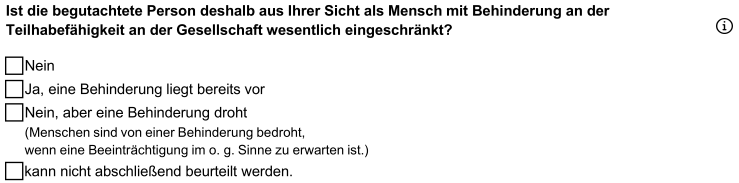 Ist die begutachtete Person deshalb aus Ihrer Sicht als Mensch mit Behinderung an der
Teilhabefähigkeit an der Gesellschaft wesentlich eingeschränkt?
Nein
Ja, eine Behinderung liegt bereits vor
Nein, aber eine Behinderung droht
(Menschen sind von einer Behinderung bedroht,
wenn eine Beeinträchtigung im o. g. Sinne zu erwarten ist.)
kann nicht abschließend beurteilt werden.